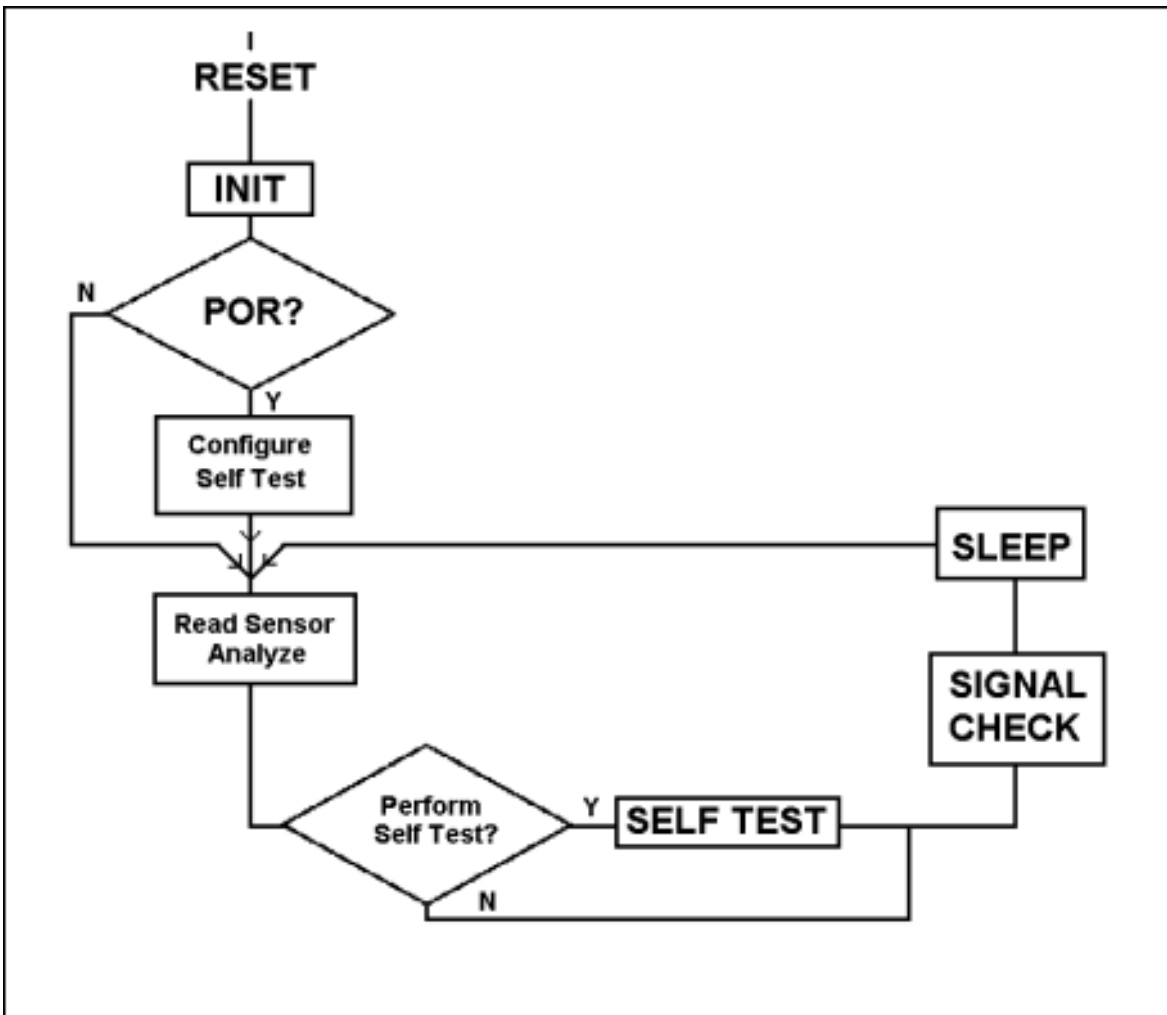 RESET
INIT
N
POR?
Y
Configure
Self Test
SLEEP
Read Sensor
Analyze
SIGNAL
CHECK
Perform
Self Test?
Y
SELF TEST
N